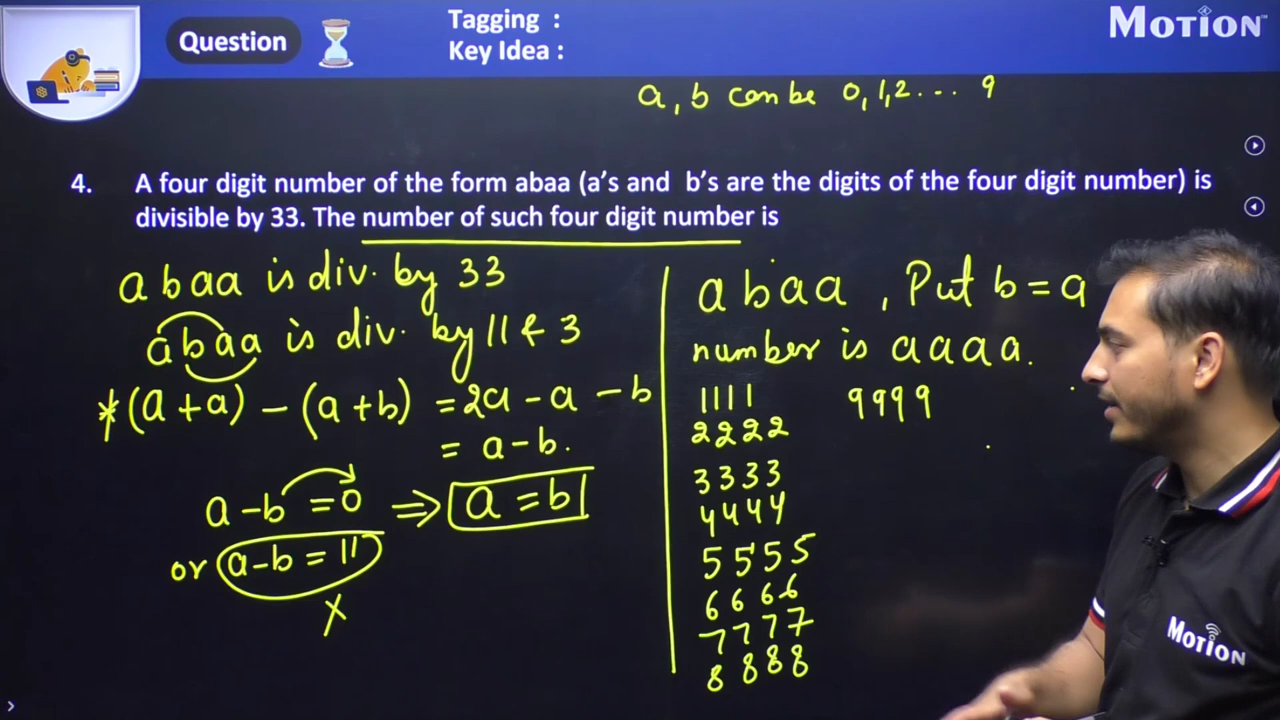 Question
Tagging :
Key Idea :
MOTION
a, b can be 0, 1, 2 ... 9
4. A four digit number of the form abaa (a's and b's are the digits of the four digit number) is
divisible by 33. The number of such four digit number is
abaa is div. by 33
abaa is div. by 11 & 3
*(a+a) - (a+b) = 2a - a - b
= a - b.
a - b = 0 ⇒ a = b
or a - b = 11
X
abaa, Put b = a
number is aaaa.
1111 9999
2222
3333
4444
5555
6666
7777
8888
MOTION